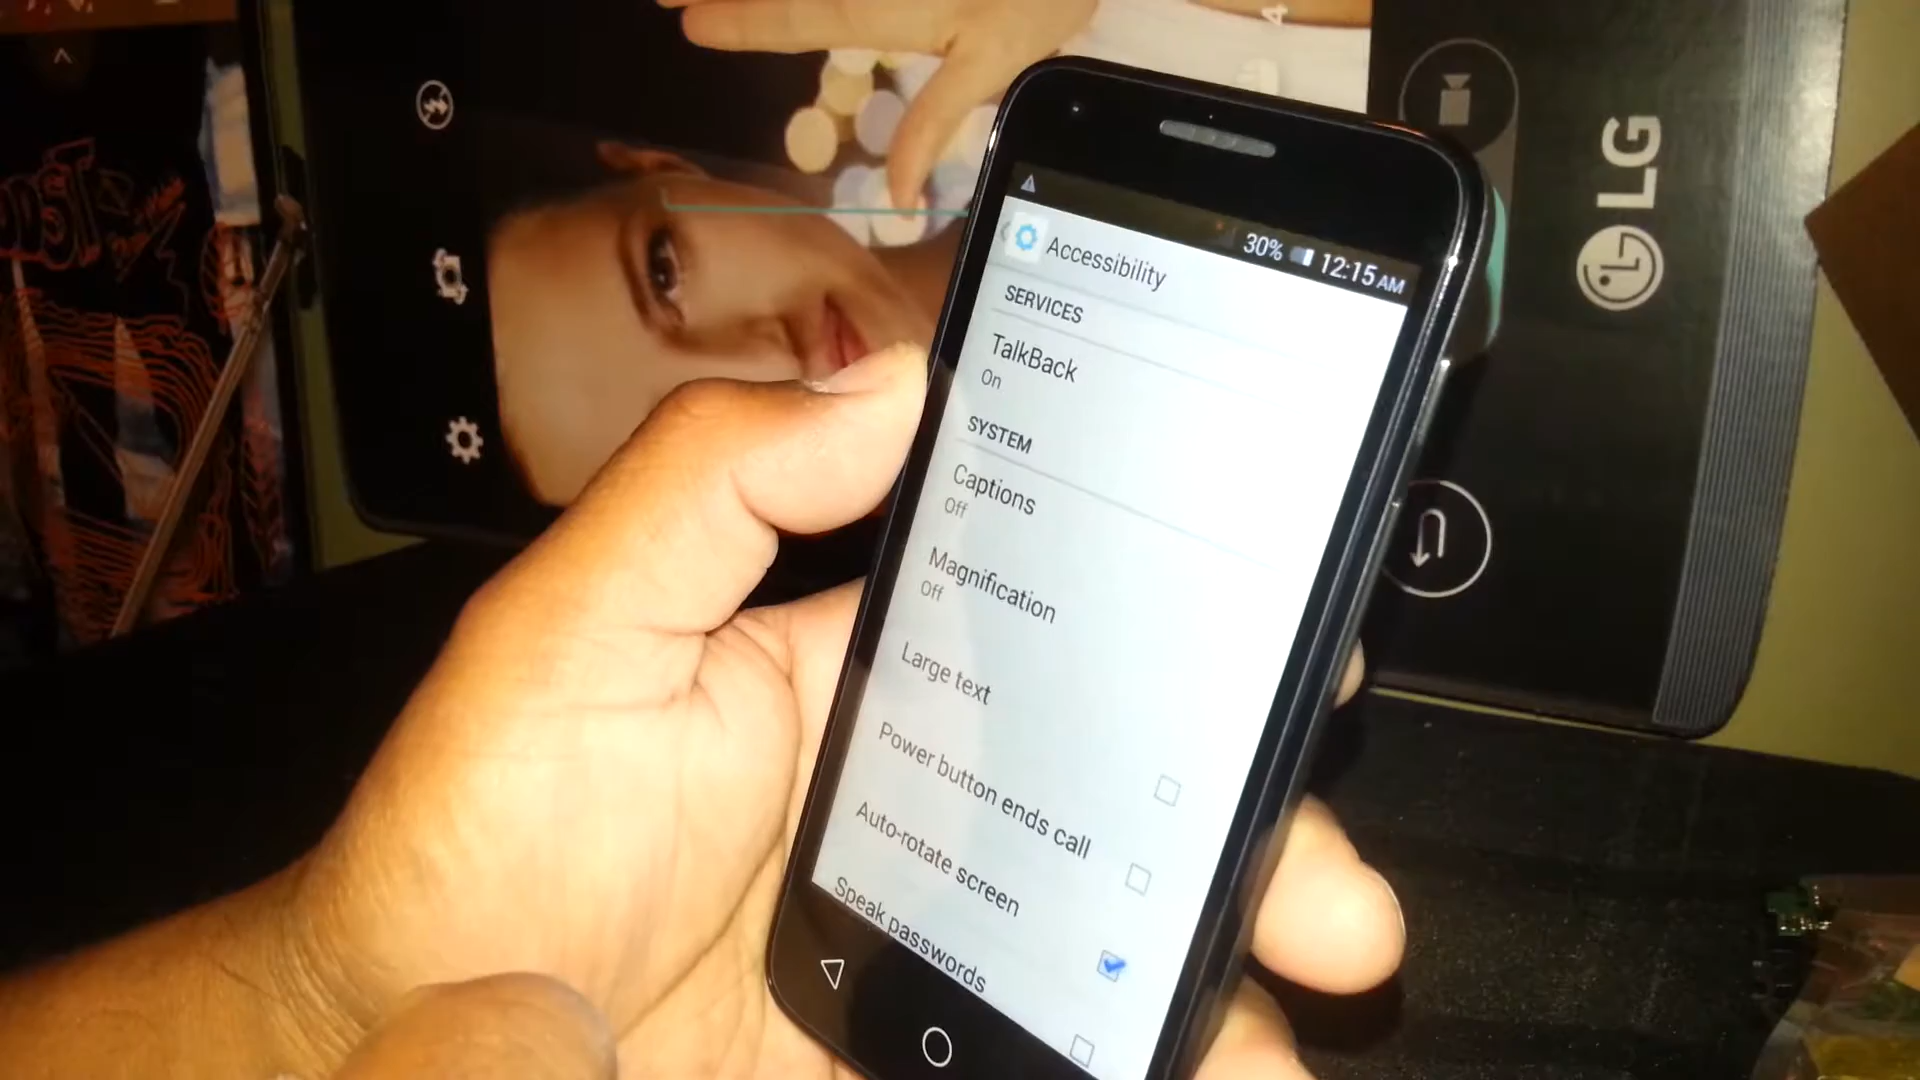 30% 12:15 AM
Accessibility
SERVICES
TalkBack
On
SYSTEM
Captions
Off
Magnification
Off
Large text
Power button ends call
Auto-rotate screen
Speak passwords
LG